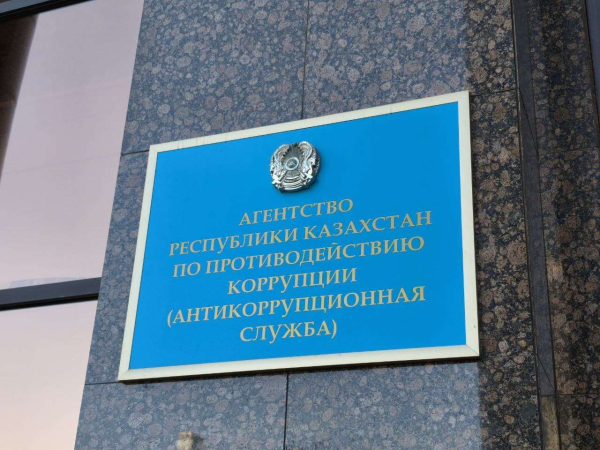 АГЕНТСТВО
РЕСПУБЛИКИ КАЗАХСТАН
ПО ПРОТИВОДЕЙСТВИЮ
КОРРУПЦИИ
(АНТИКОРРУПЦИОННАЯ
СЛУЖБА)